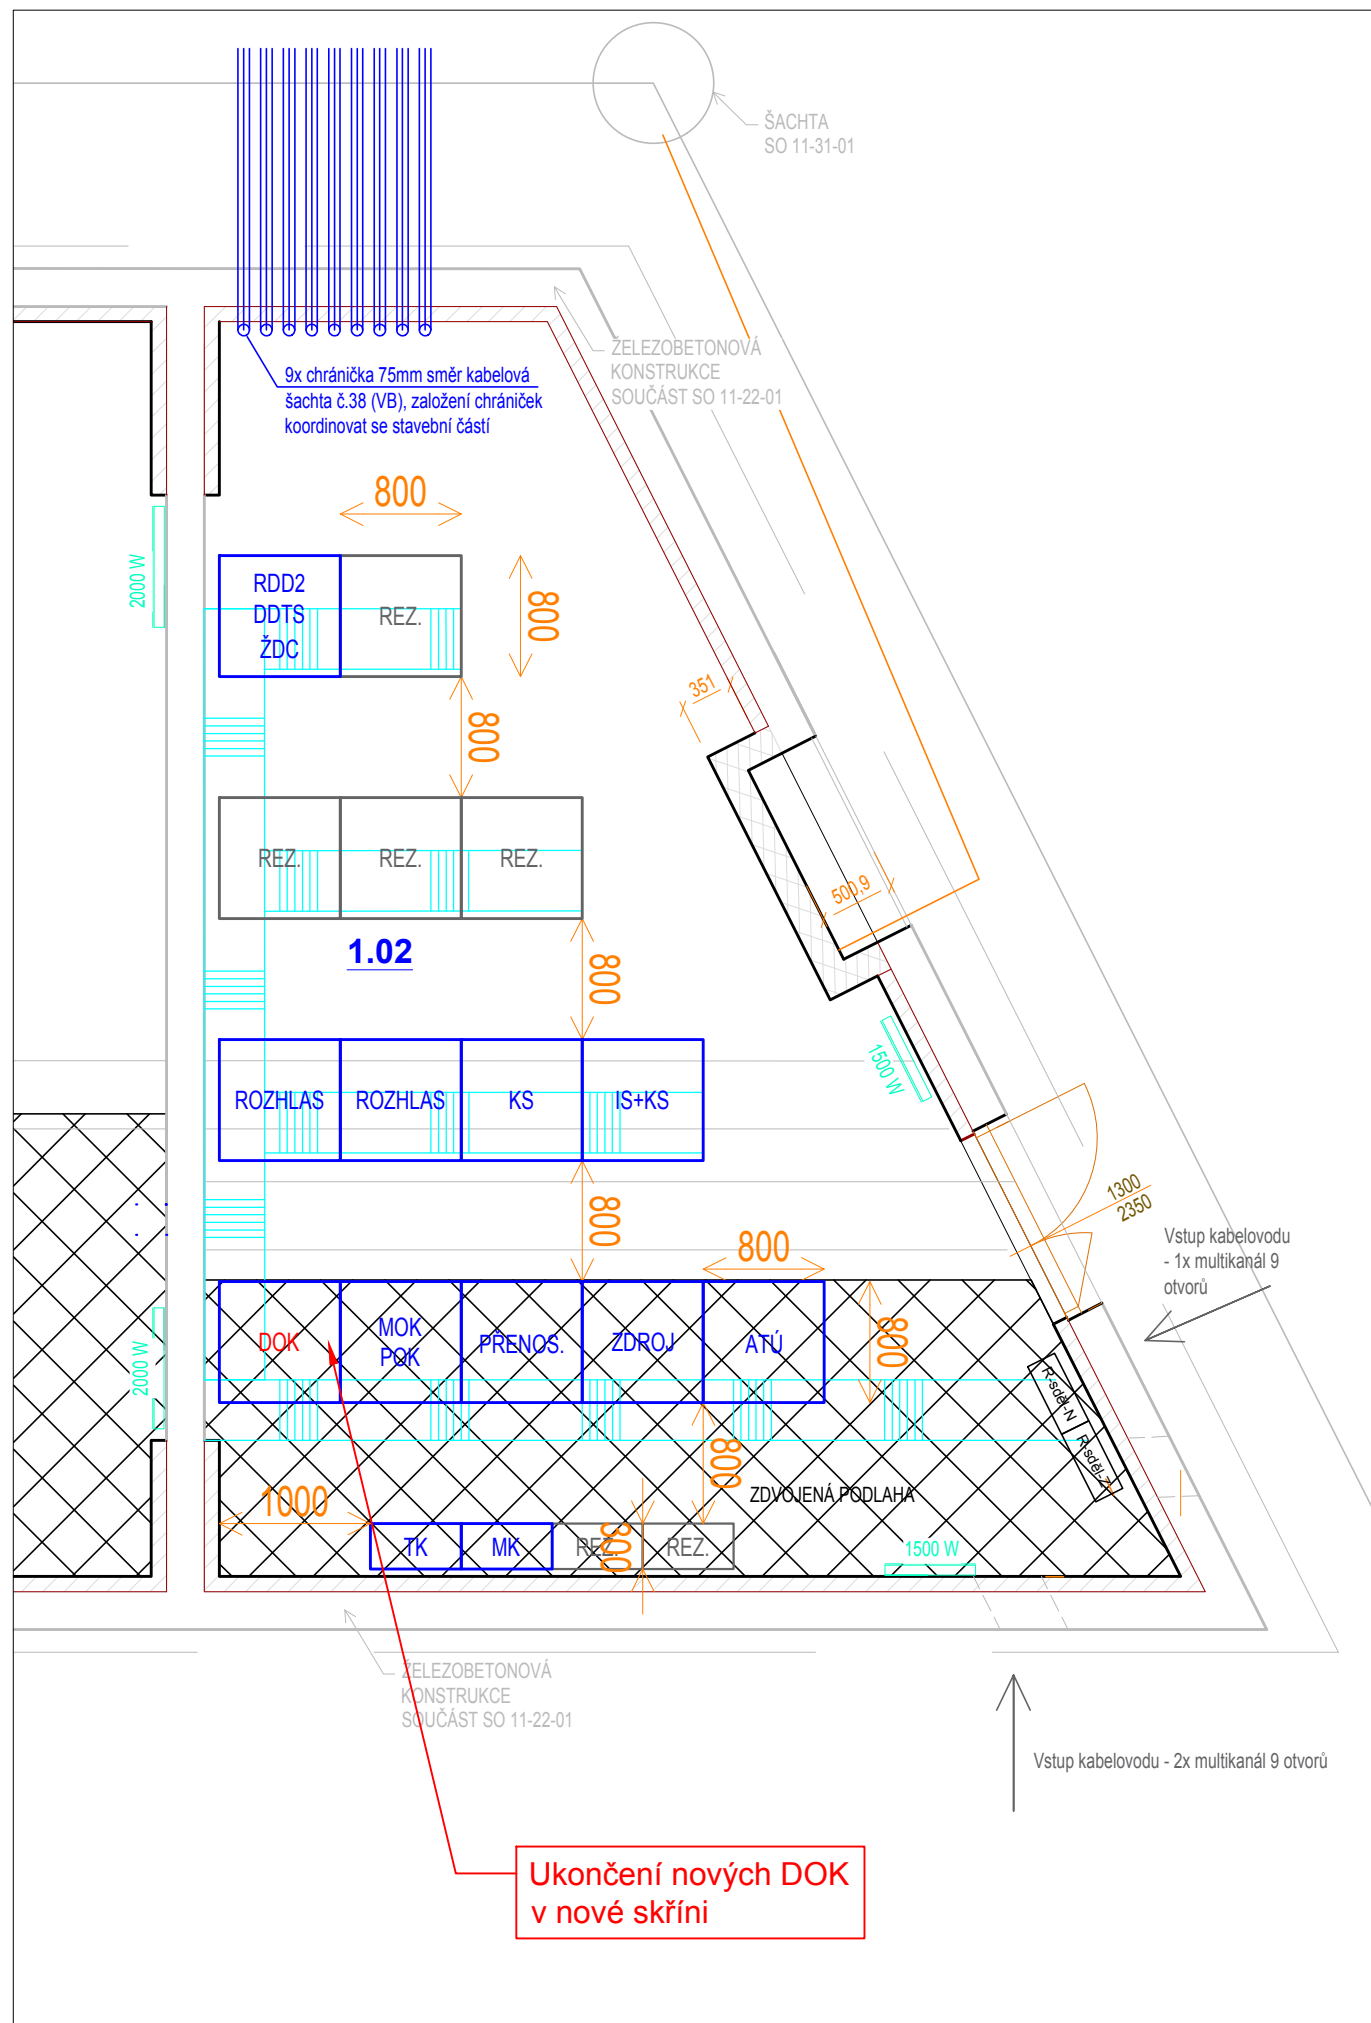 ŠACHTA
SO 11-31-01
ŽELEZOBETONOVÁ
KONSTRUKCE
SOUČÁST SO 11-22-01
9x chránička 75mm směr kabelová
šachta č.38 (VB), založení chrániček
koordinovat se stavební částí
800
2000 W
RDD2
DDTS
ŽDC
REZ.
800
351
800
REZ.
REZ.
REZ.
500,9
1.02
800
1500 W
ROZHLAS
ROZHLAS
KS
IS+KS
1300
2350
800
800
Vstup kabelovodu
- 1x multikanál 9
otvorů
2000 W
DOK
MOK
POK
PŘENOS.
ZDROJ
ATÚ
800
R-sděl-N
R-sděl-Z
800
1000
ZDVOJENÁ PODLAHA
TK
MK
REZ.
300
REZ.
1500 W
ŽELEZOBETONOVÁ
KONSTRUKCE
SOUČÁST SO 11-22-01
Vstup kabelovodu - 2x multikanál 9 otvorů
Ukončení nových DOK
v nové skříni